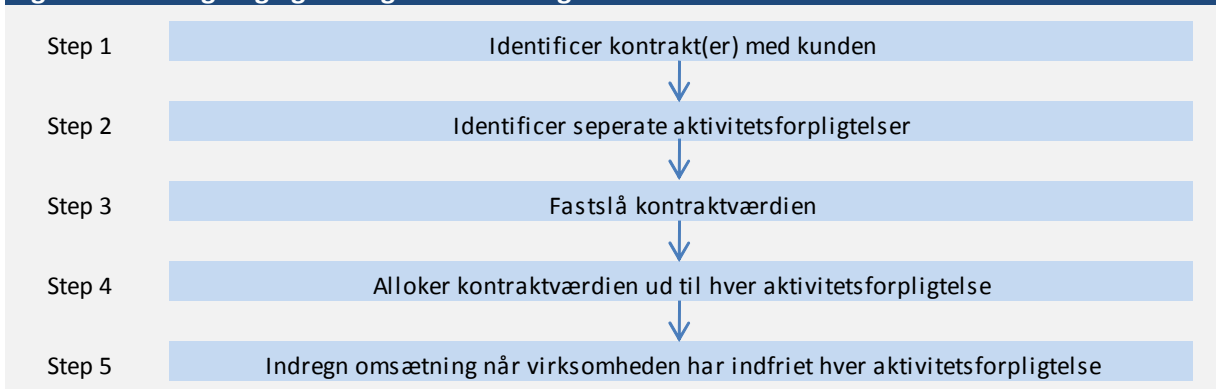 Step 1 Identificer kontrakt(er) med kunden
Step 2 Identificer seperate aktivitetsforpligtelser
Step 3 Fastslå kontraktværdien
Step 4 Alloker kontraktværdien ud til hver aktivitetsforpligtelse
Step 5 Indregn omsætning når virksomheden har indfriet hver aktivitetsforpligtelse